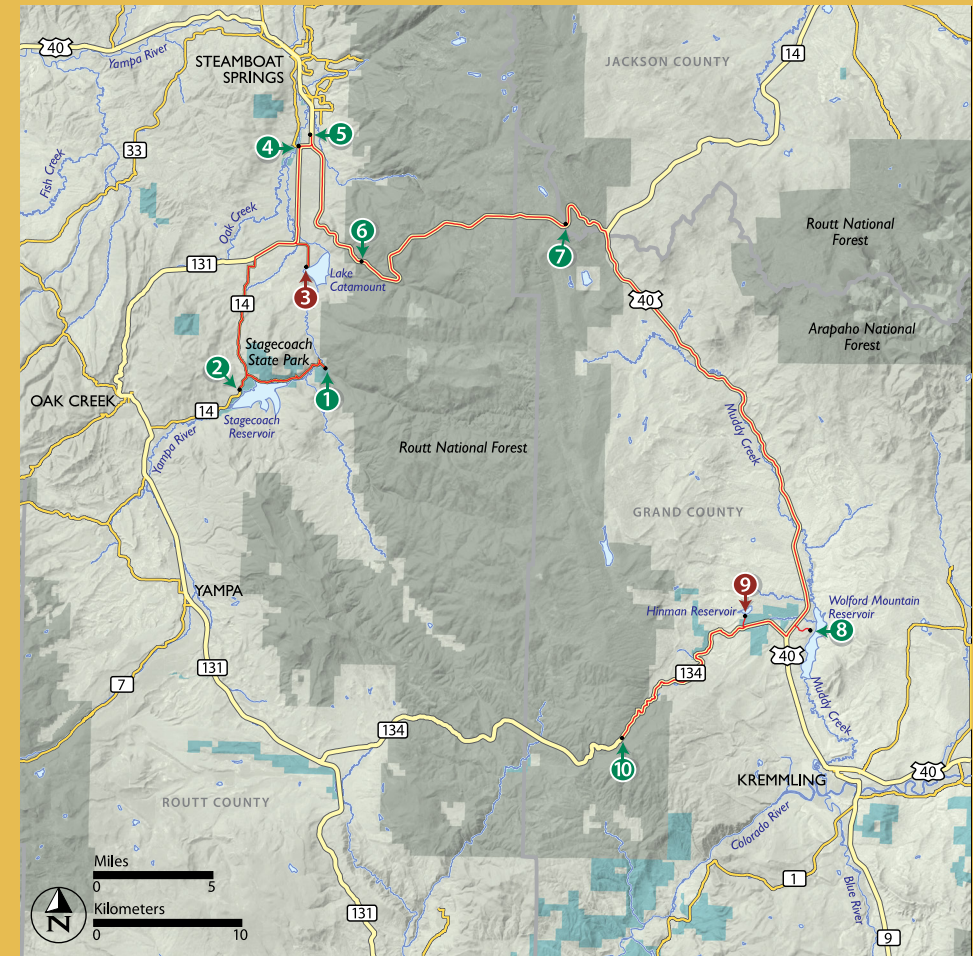 40
Yampa River
STEAMBOAT
SPRINGS
JACKSON COUNTY
14
33
Fish Creek
4
5
Oak Creek
6
7
Routt National
Forest
131
Lake
Catamount
3
14
40
Arapaho National
Forest
Stagecoach
State Park
2
1
OAK CREEK
14
Stagecoach
Reservoir
Yampa River
Muddy Creek
Routt National Forest
GRAND COUNTY
9
YAMPA
Hinman Reservoir
Wolford Mountain
Reservoir
8
40
131
134
7
Muddy Creek
134
10
KREMMLING
40
ROUTT COUNTY
Colorado River
Miles
0
5
Kilometers
0
10
N
131
1
Blue River
9